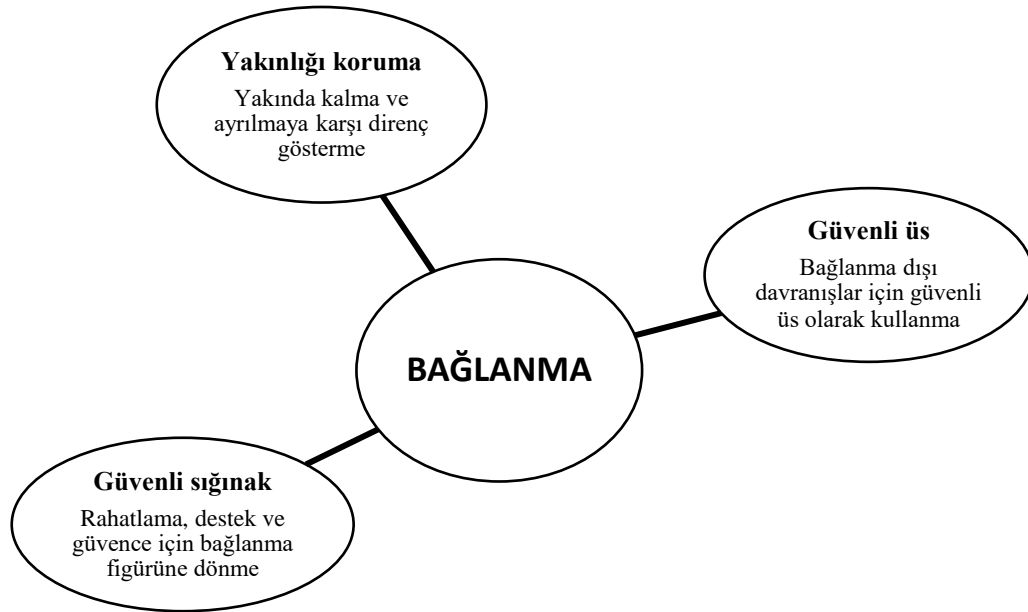 Yakınlığı koruma
Yakında kalma ve
ayrılmaya karşı direnç
gösterme
Güvenli üs
Bağlanma dışı
davranışlar için güvenli
üs olarak kullanma
BAĞLANMA
Güvenli sığınak
Rahatlama, destek ve
güvence için bağlanma
figürüne dönme